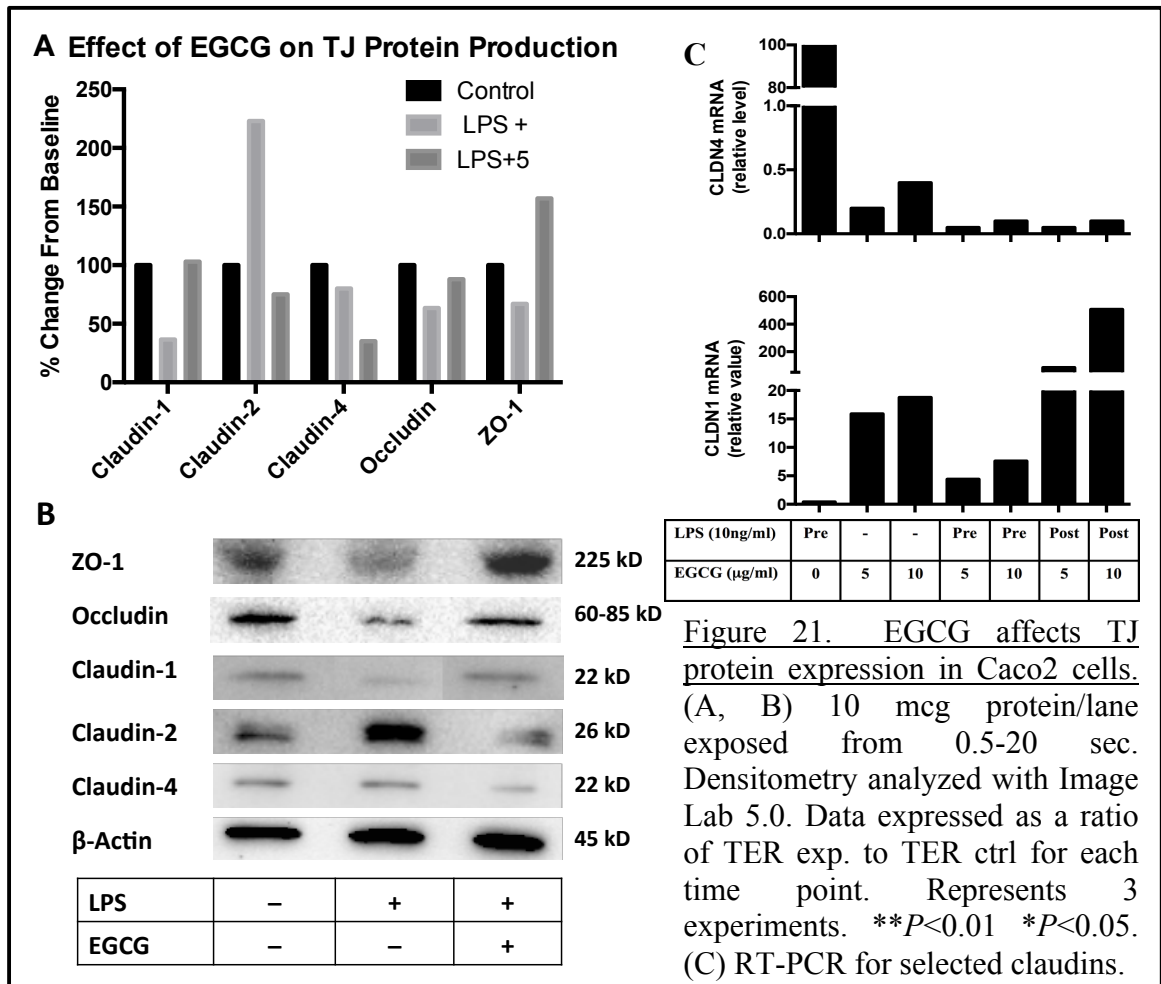 A Effect of EGCG on TJ Protein Production
% Change From Baseline
250
200
150
100
50
0
Control
LPS +
LPS+5
Claudin-1
Claudin-2
Claudin-4
Occludin
ZO-1
B
ZO-1 225 kD
Occludin 60-85 kD
Claudin-1 22 kD
Claudin-2 26 kD
Claudin-4 22 kD
β-Actin 45 kD
LPS – + +
EGCG – – +
C
CLDN4 mRNA
(relative level)
100
80
1.0
0.5
0.0
CLDN1 mRNA
(relative value)
600
400
200
20
15
10
5
0
LPS (10ng/ml) Pre - - Pre Pre Post Post
EGCG (µg/ml) 0 5 10 5 10 5 10
Figure 21. EGCG affects TJ
protein expression in Caco2 cells.
(A, B) 10 mcg protein/lane
exposed from 0.5-20 sec.
Densitometry analyzed with Image
Lab 5.0. Data expressed as a ratio
of TER exp. to TER ctrl for each
time point. Represents 3
experiments. **P<0.01 *P<0.05.
(C) RT-PCR for selected claudins.